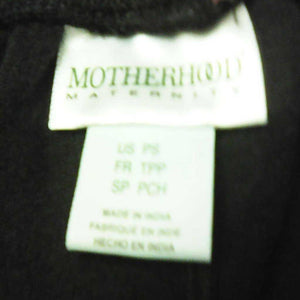 MOTHERHOOD
MATERNITY
US PS
FR TPP
SP PCH
MADE IN INDIA
FABRIQUE EN INDE
HECHO EN INDIA